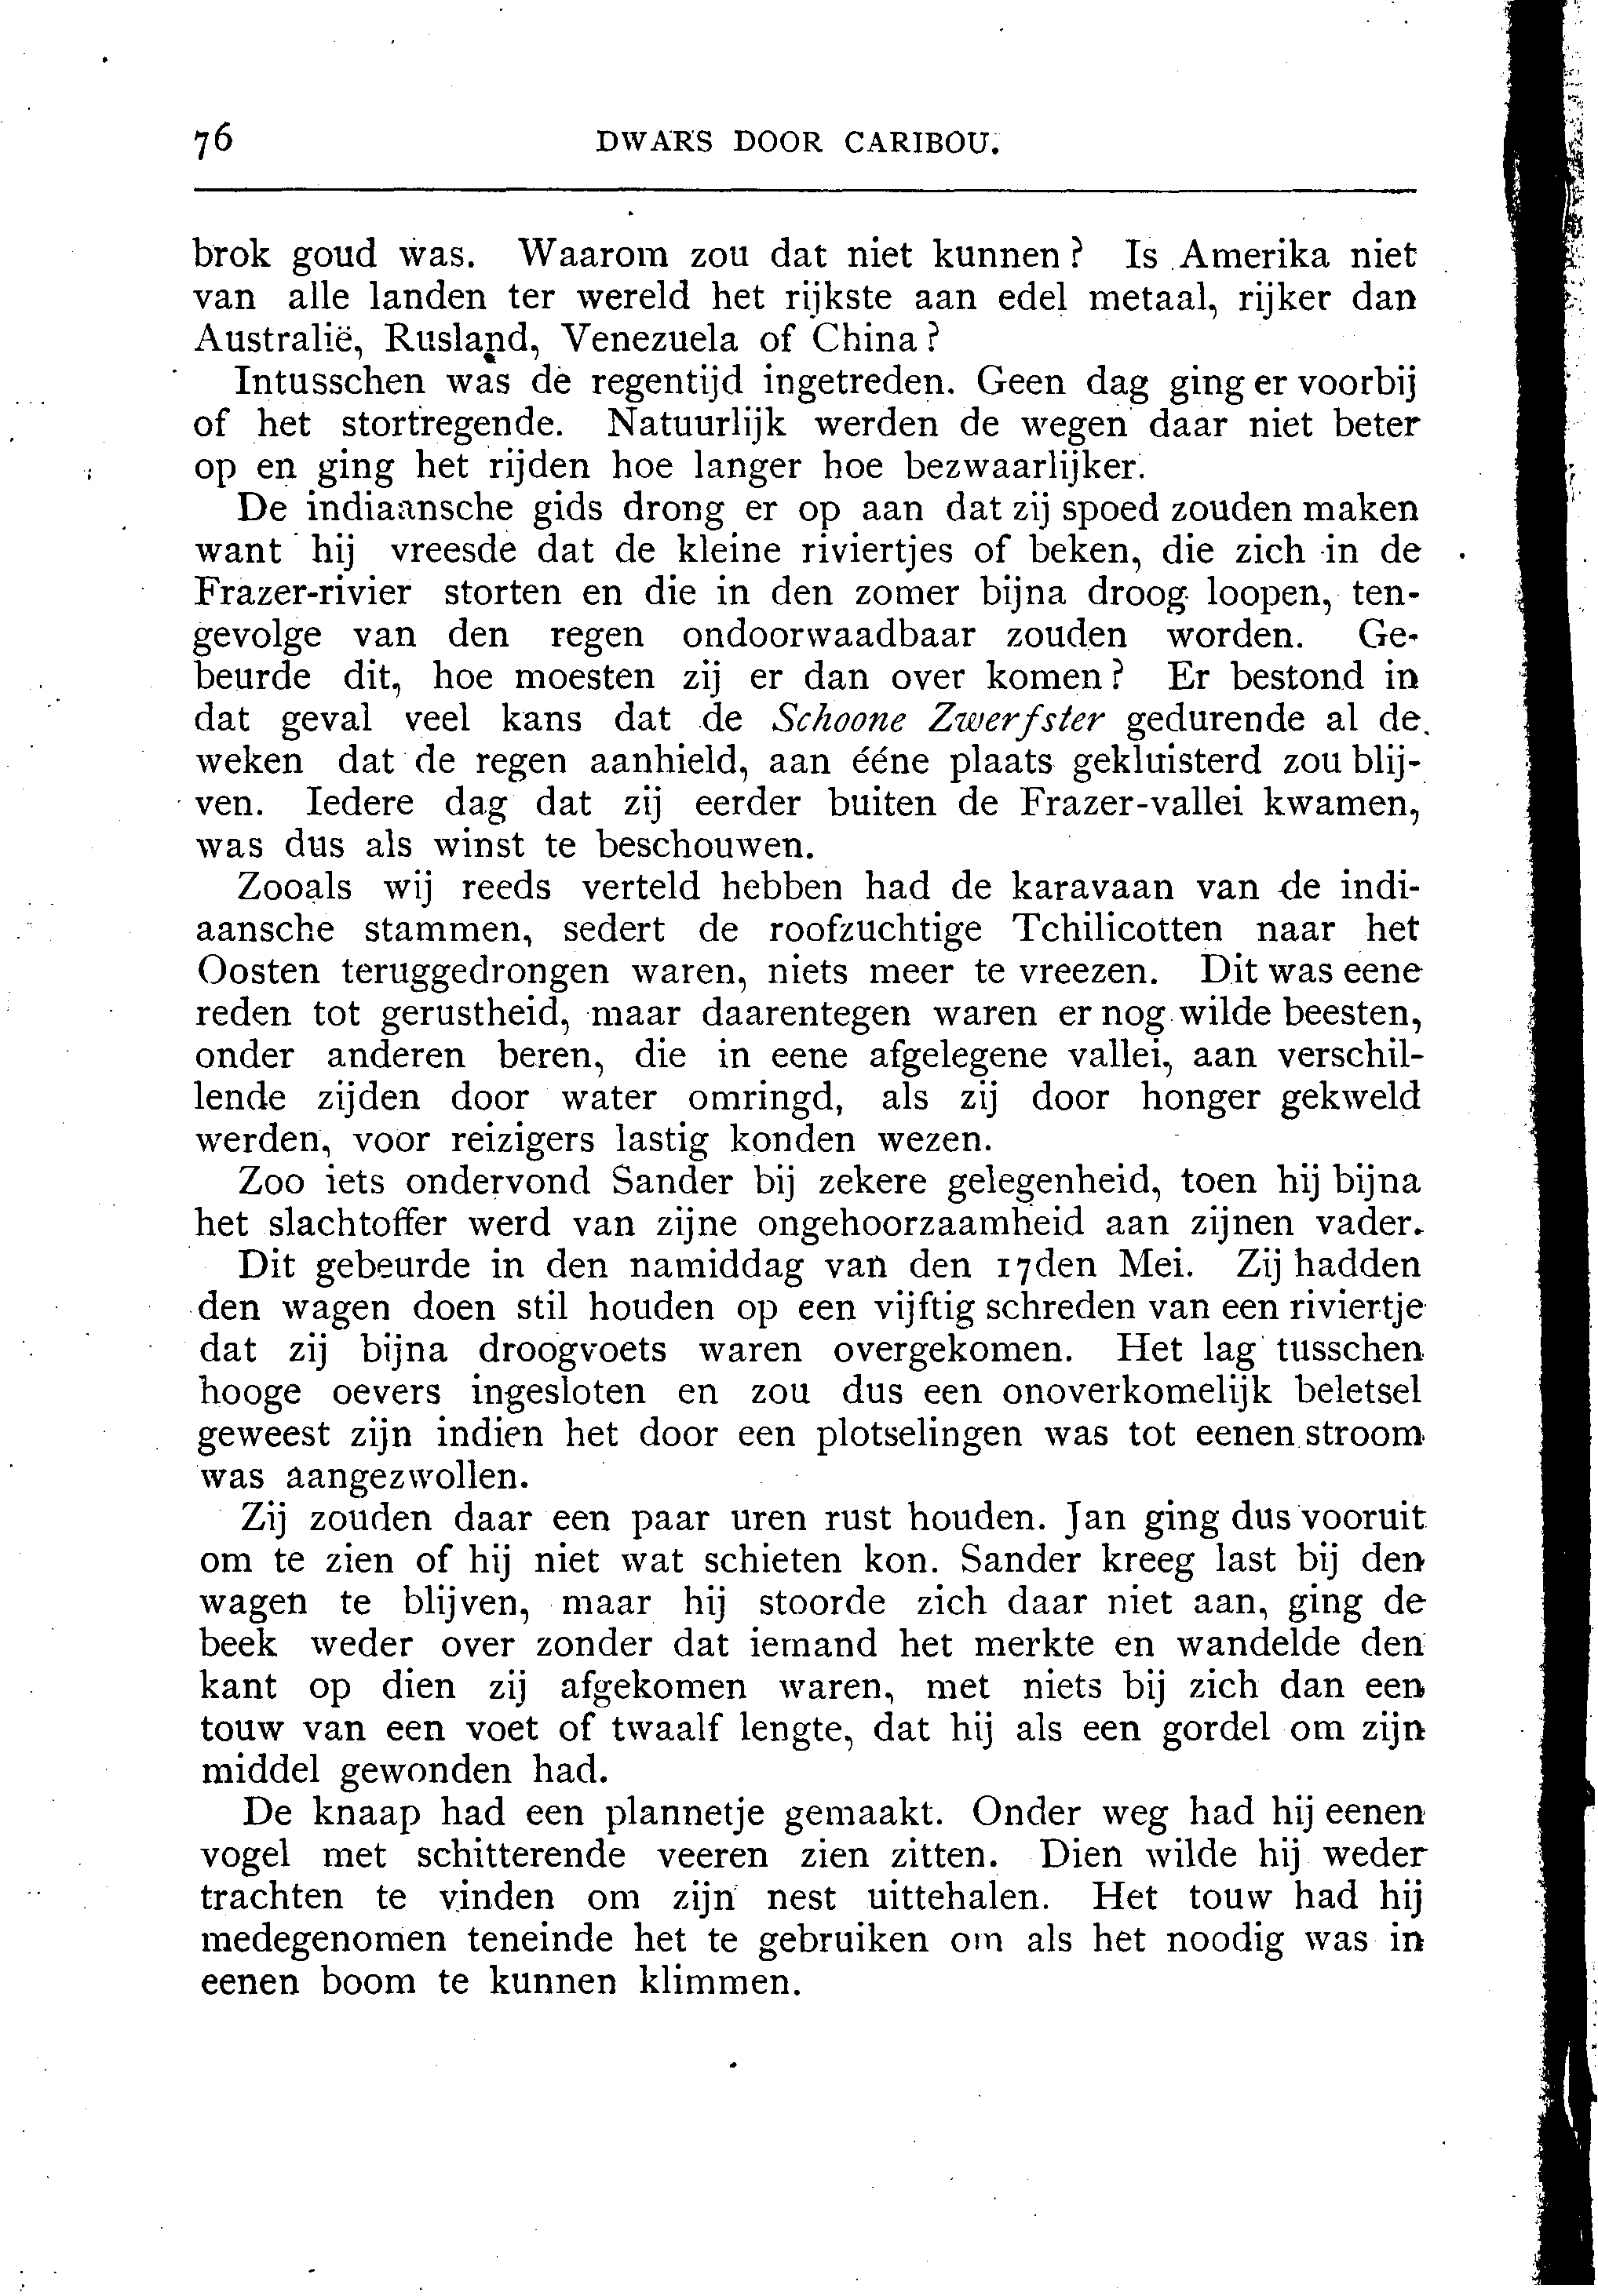 76 DWARS DOOR CARIBOU.
brok goud was. Waarom zou dat niet kunnen? Is Amerika niet
van alle landen ter wereld het rijkste aan edel metaal, rijker dan
Australië, Rusland, Venezuela of China?
Intusschen was de regentijd ingetreden. Geen dag ging er voorbij
of het stortregende. Natuurlijk werden de wegen daar niet beter
op en ging het rijden hoe langer hoe bezwaarlijker.
De indiaansche gids drong er op aan dat zij spoed zouden maken
want hij vreesde dat de kleine riviertjes of beken, die zich in de
Frazer-rivier storten en die in den zomer bijna droog loopen, ten-
gevolge van den regen ondoorwaadbaar zouden worden. Ge-
beurde dit, hoe moesten zij er dan over komen? Er bestond in
dat geval veel kans dat de Schoone Zwerfster gedurende al de
weken dat de regen aanhield, aan ééne plaats gekluisterd zou blij-
ven. Iedere dag dat zij eerder buiten de Frazer-vallei kwamen,
was dus als winst te beschouwen.
Zooals wij reeds verteld hebben had de karavaan van de indi-
aansche stammen, sedert de roofzuchtige Tchilicotten naar het
Oosten teruggedrongen waren, niets meer te vreezen. Dit was eene
reden tot gerustheid, maar daarentegen waren er nog wilde beesten,
onder anderen beren, die in eene afgelegene vallei, aan verschil-
lende zijden door water omringd, als zij door honger gekweld
werden, voor reizigers lastig konden wezen.
Zoo iets ondervond Sander bij zekere gelegenheid, toen hij bijna
het slachtoffer werd van zijne ongehoorzaamheid aan zijnen vader.
Dit gebeurde in den namiddag van den 17den Mei. Zij hadden
den wagen doen stil houden op een vijftig schreden van een riviertje
dat zij bijna droogvoets waren overgekomen. Het lag tusschen
hooge oevers ingesloten en zou dus een onoverkomelijk beletsel
geweest zijn indien het door een plotselingen was tot eenen stroom
was aangezwollen.
Zij zouden daar een paar uren rust houden. Jan ging dus vooruit
om te zien of hij niet wat schieten kon. Sander kreeg last bij den
wagen te blijven, maar hij stoorde zich daar niet aan, ging de
beek weder over zonder dat iemand het merkte en wandelde den
kant op dien zij afgekomen waren, met niets bij zich dan een
touw van een voet of twaalf lengte, dat hij als een gordel om zijn
middel gewonden had.
De knaap had een plannetje gemaakt. Onder weg had hij eenen
vogel met schitterende veeren zien zitten. Dien wilde hij weder
trachten te vinden om zijn nest uittehalen. Het touw had hij
medegenomen teneinde het te gebruiken om als het noodig was in
eenen boom te kunnen klimmen.